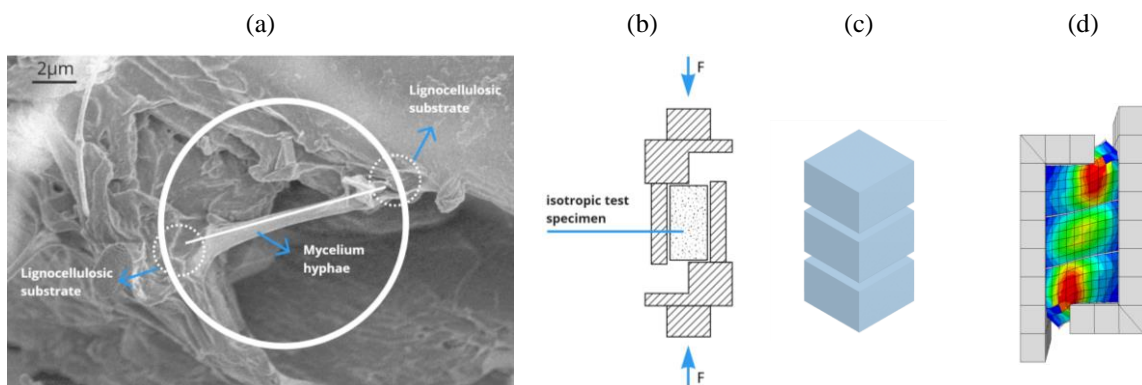 (a)
(b)
(c)
(d)
2μm
Lignocellulosic
substrate
Mycelium
hyphae
Lignocellulosic
substrate
F
isotropic test
specimen
F